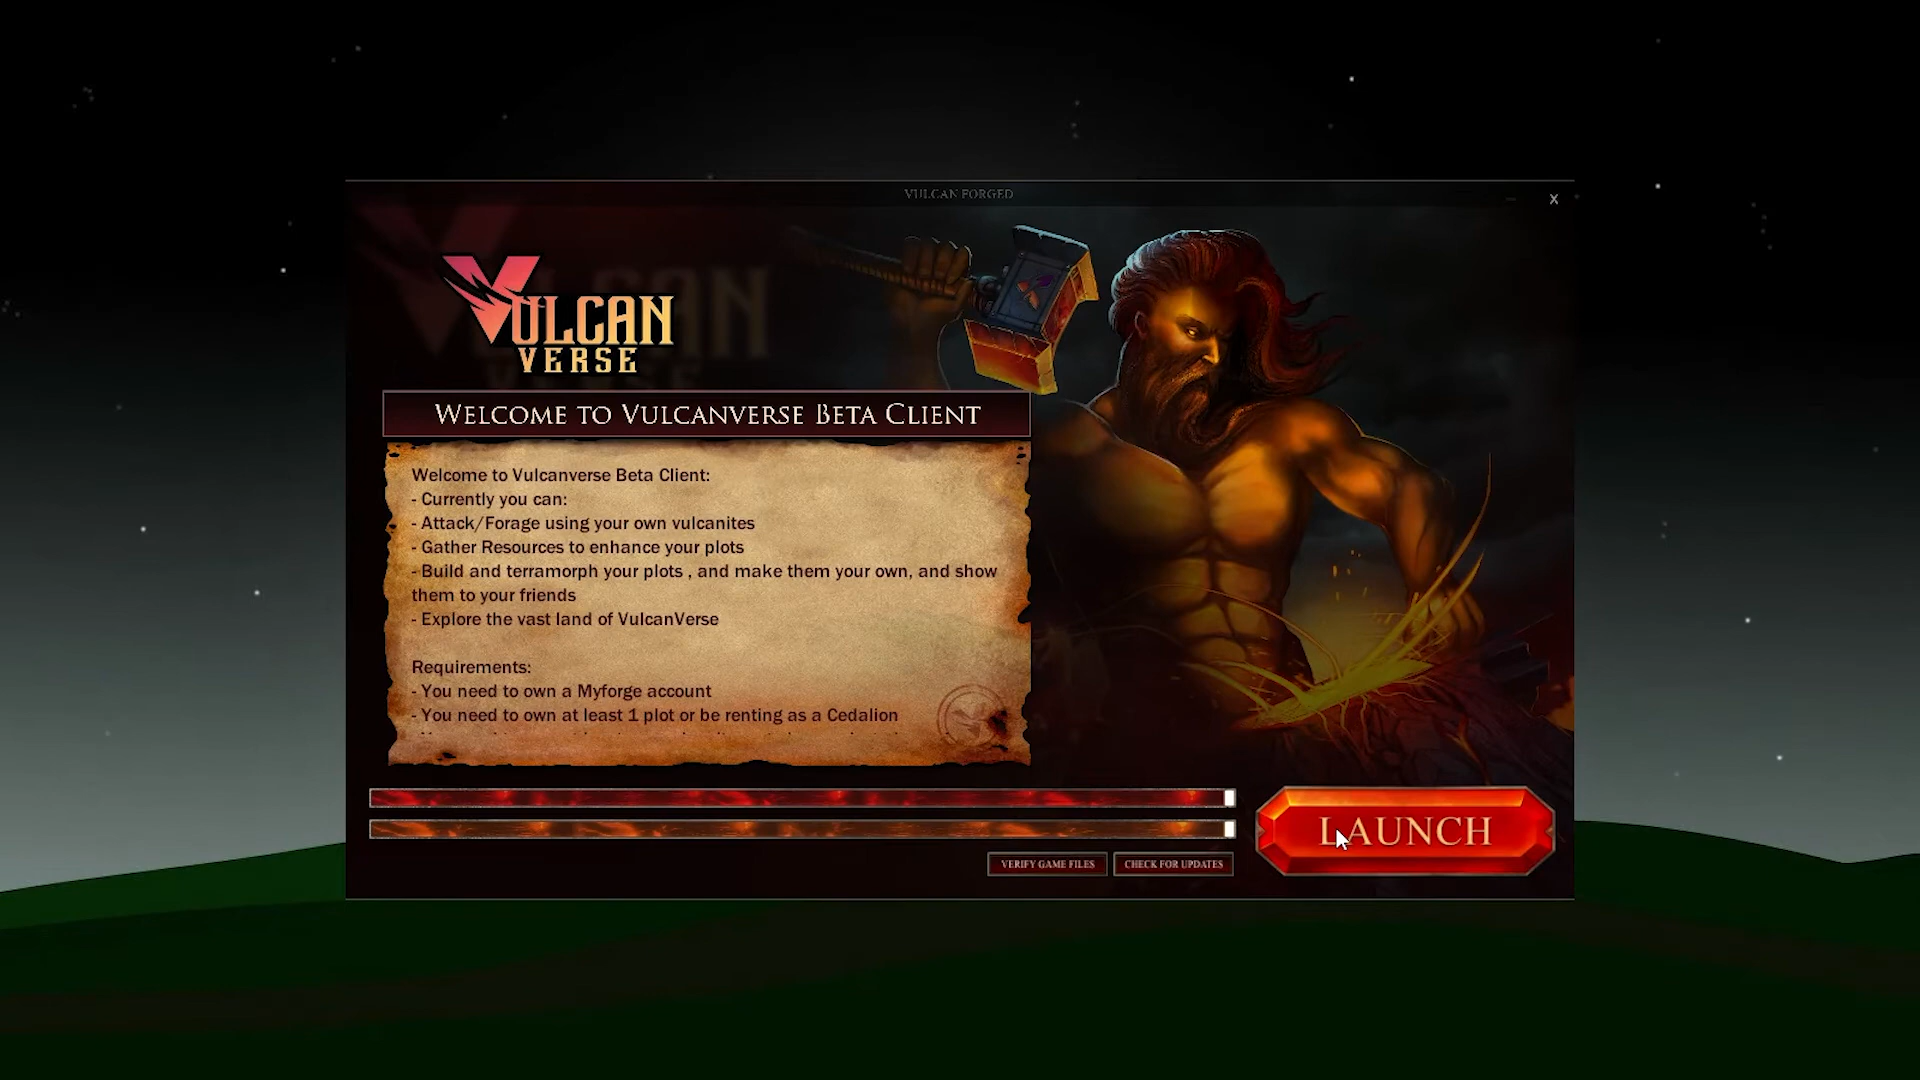 VULCAN FORGED
X
VULCAN
VERSE
WELCOME TO VULCANVERSE BETA CLIENT
Welcome to Vulcanverse Beta Client:
- Currently you can:
- Attack/Forage using your own vulcanites
- Gather Resources to enhance your plots
- Build and terramorph your plots , and make them your own, and show
them to your friends
- Explore the vast land of VulcanVerse
Requirements:
- You need to own a Myforge account
- You need to own at least 1 plot or be renting as a Cedalion
LAUNCH
VERIFY GAME FILES
CHECK FOR UPDATES